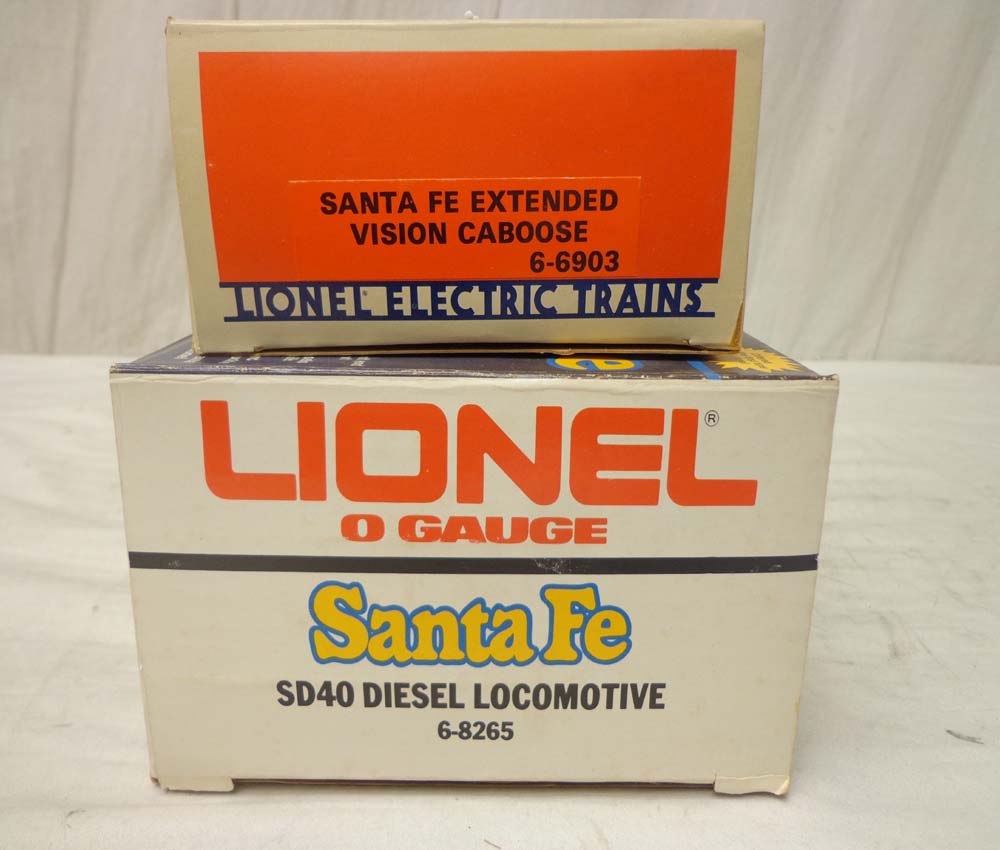 SANTA FE EXTENDED
VISION CABOOSE
6-6903
LIONEL ELECTRIC TRAINS
LIONEL®
O GAUGE
Santa Fe
SD40 DIESEL LOCOMOTIVE
6-8265